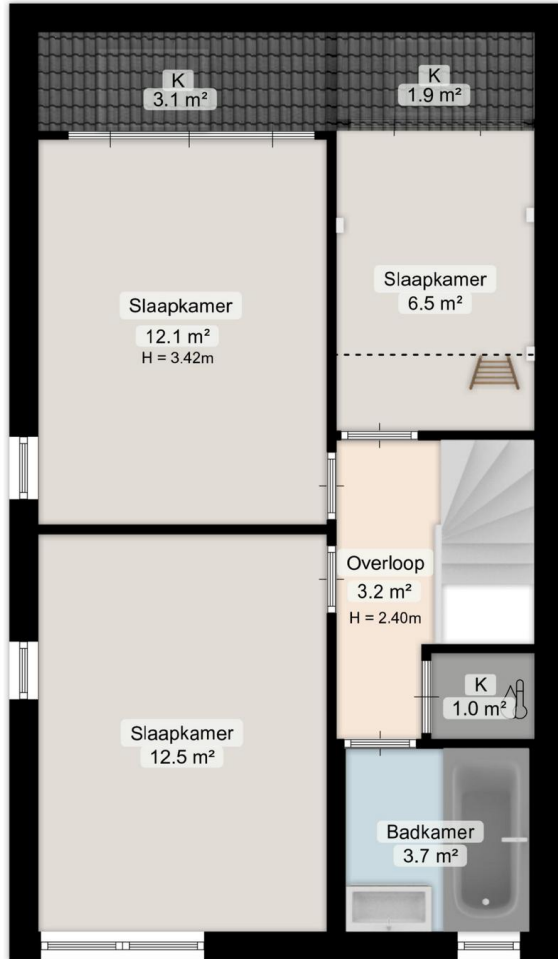 K
3.1 m²
K
1.9 m²
Slaapkamer
6.5 m²
Slaapkamer
12.1 m²
H = 3.42m
Overloop
3.2 m²
H = 2.40m
K
1.0 m²
Slaapkamer
12.5 m²
Badkamer
3.7 m²